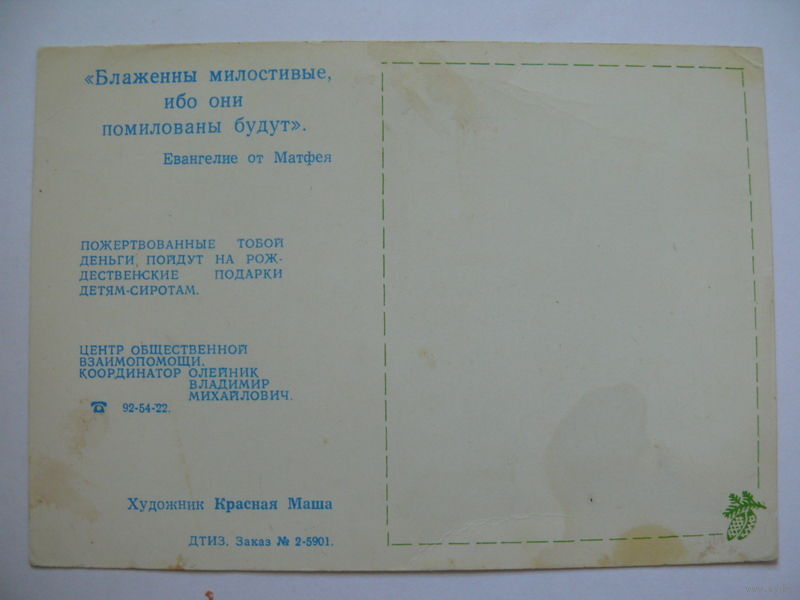 «Блаженны милостивые,
ибо они
помилованы будут».
Евангелие от Матфея
ПОЖЕРТВОВАННЫЕ ТОБОЙ
ДЕНЬГИ, ПОЙДУТ НА РОЖ-
ДЕСТВЕНСКИЕ ПОДАРКИ
ДЕТЯМ-СИРОТАМ.
ЦЕНТР ОБЩЕСТВЕННОЙ
ВЗАИМОПОМОЩИ.
КООРДИНАТОР ОЛЕЙНИК
ВЛАДИМИР
МИХАЙЛОВИЧ.
☎ 92-54-22.
Художник Красная Маша
ДТИЗ. Заказ № 2-5901.